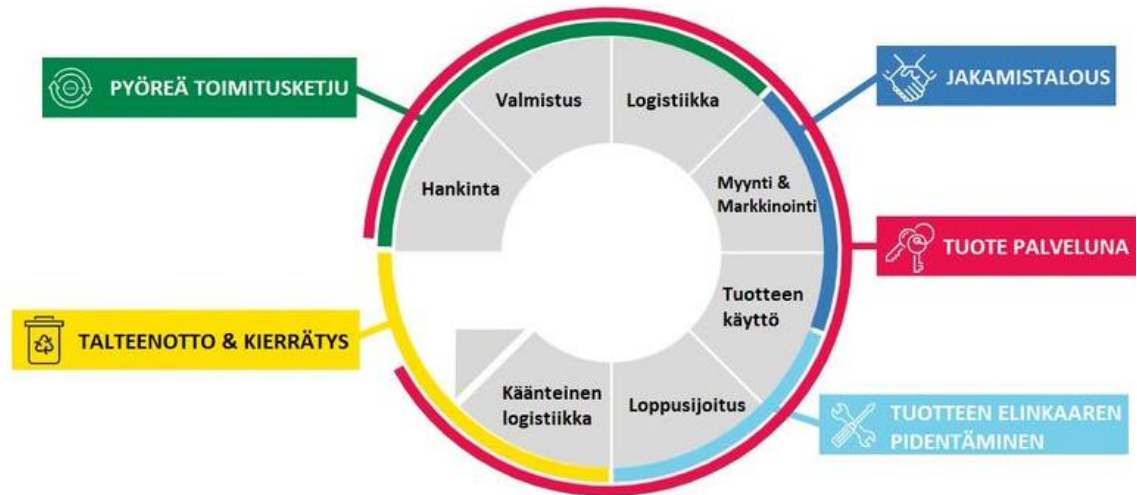 PYÖREÄ TOIMITUSKETJU
Valmistus
Logistiikka
JAKAMISTALOUS
Hankinta
Myynti &
Markkinointi
TUOTE PALVELUNA
Tuotteen
käyttö
TALTEENOTTO & KIERRÄTYS
Käänteinen
logistiikka
Loppusijoitus
TUOTTEEN ELINKAAREN
PIDENTÄMINEN